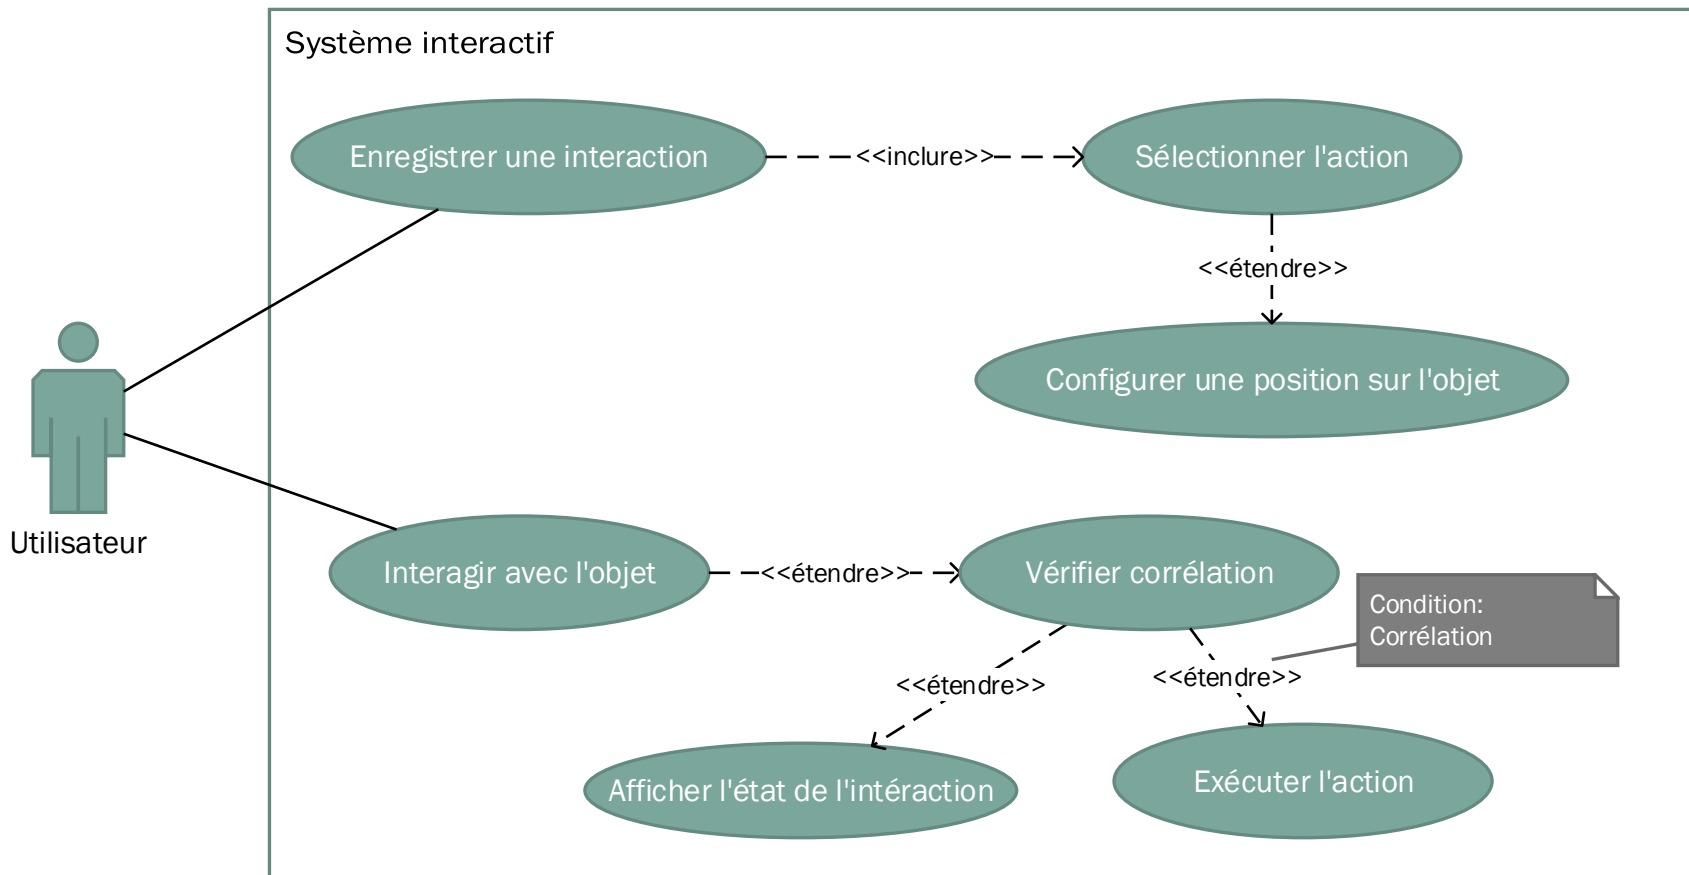 Système interactif
Enregistrer une interaction
<<inclure>>
Sélectionner l'action
<<étendre>>
Configurer une position sur l'objet
Utilisateur
Interagir avec l'objet
<<étendre>>
Vérifier corrélation
Condition:
Corrélation
<<étendre>>
<<étendre>>
Afficher l'état de l'intéraction
Exécuter l'action